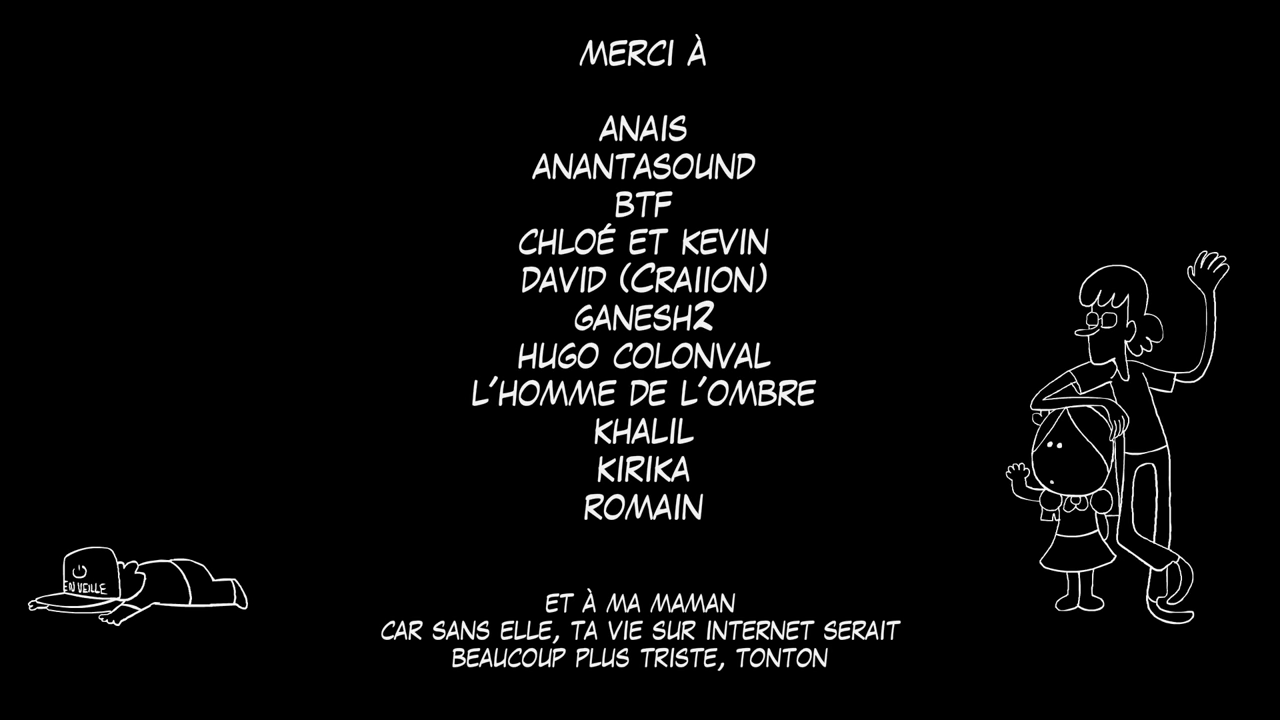 MERCI À
ANAIS
ANANTASOUND
BTF
CHLOÉ ET KEVIN
DAVID (CRAIION)
GANESH2
HUGO COLONVAL
L'HOMME DE L'OMBRE
KHALIL
KIRIKA
ROMAIN
EN VEILLE
ET À MA MAMAN
CAR SANS ELLE, TA VIE SUR INTERNET SERAIT
BEAUCOUP PLUS TRISTE, TONTON